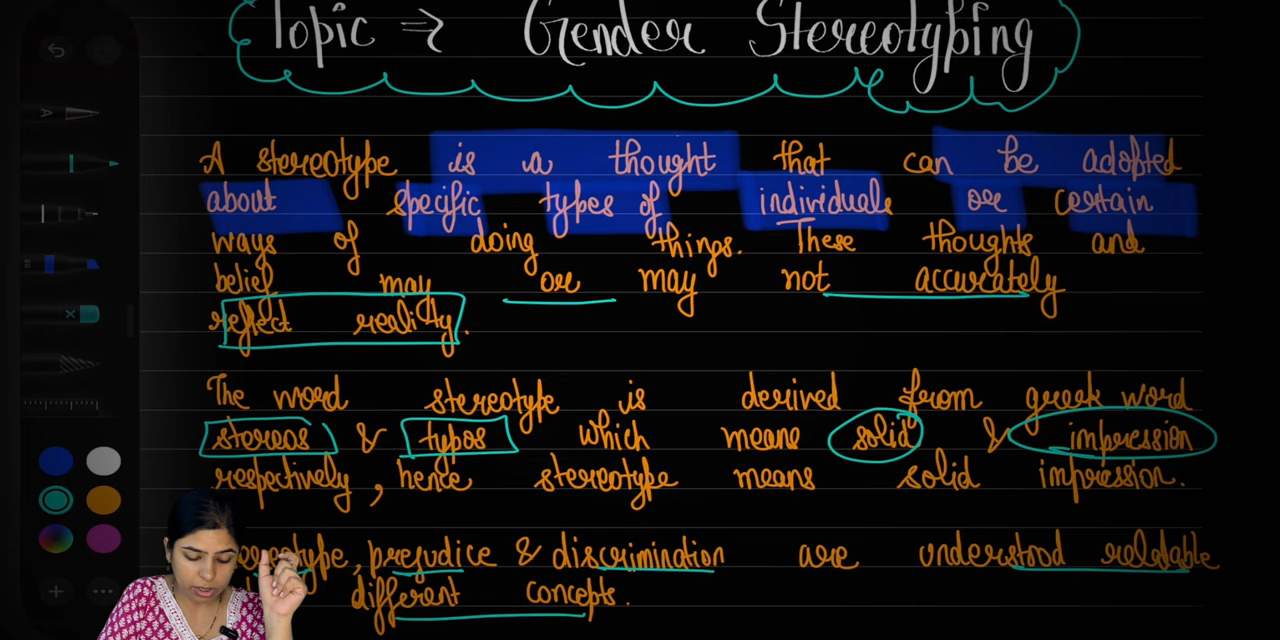 Topic => Gender Stereotyping
A stereotype is a thought that can be adopted
about specific types of individuals or certain
ways of doing things. These thoughts and
belief may or may not accurately
reflect reality.
The word stereotype is derived from greek word
stereos & typos which means solid & impression
respectively, hence stereotype means solid impression.
prejudice & discrimination are understood
different concepts.